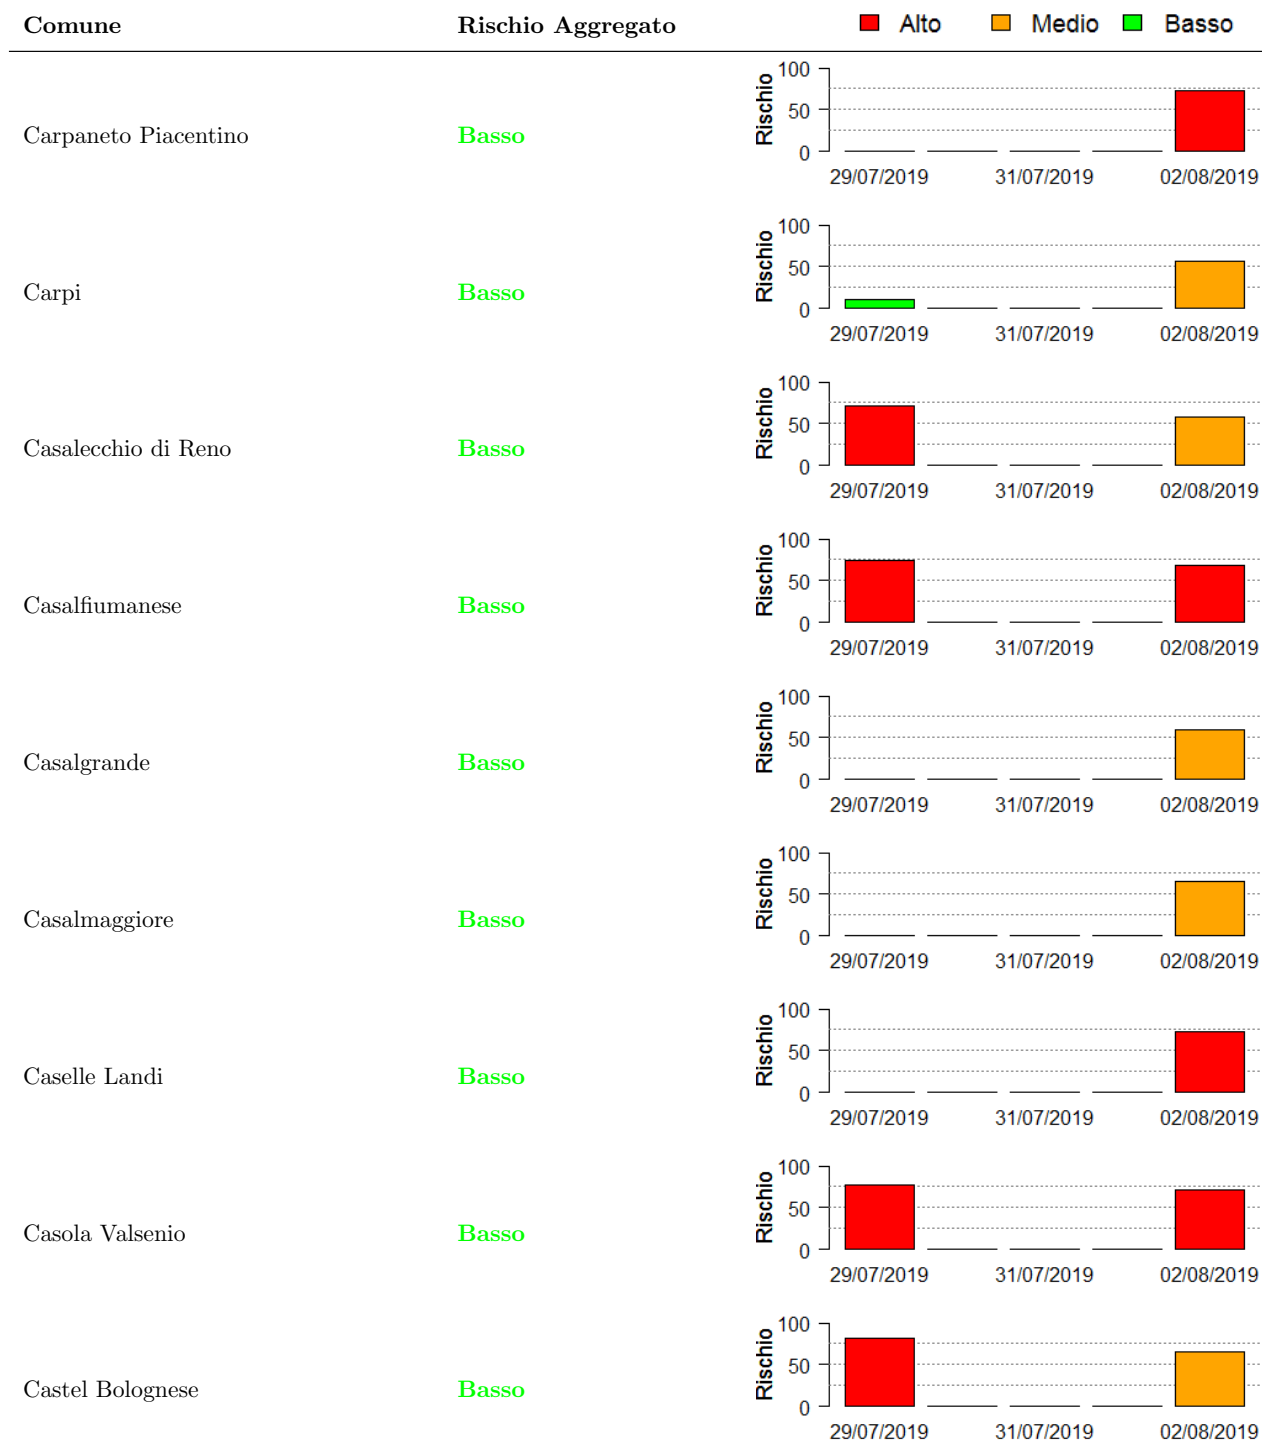 Comune Rischio Aggregato Alto Medio Basso
Carpaneto Piacentino Basso
Rischio
100
50
0
29/07/2019 31/07/2019 02/08/2019
Carpi Basso
Rischio
100
50
0
29/07/2019 31/07/2019 02/08/2019
Casalecchio di Reno Basso
Rischio
100
50
0
29/07/2019 31/07/2019 02/08/2019
Casalfiumanese Basso
Rischio
100
50
0
29/07/2019 31/07/2019 02/08/2019
Casalgrande Basso
Rischio
100
50
0
29/07/2019 31/07/2019 02/08/2019
Casalmaggiore Basso
Rischio
100
50
0
29/07/2019 31/07/2019 02/08/2019
Caselle Landi Basso
Rischio
100
50
0
29/07/2019 31/07/2019 02/08/2019
Casola Valsenio Basso
Rischio
100
50
0
29/07/2019 31/07/2019 02/08/2019
Castel Bolognese Basso
Rischio
100
50
0
29/07/2019 31/07/2019 02/08/2019